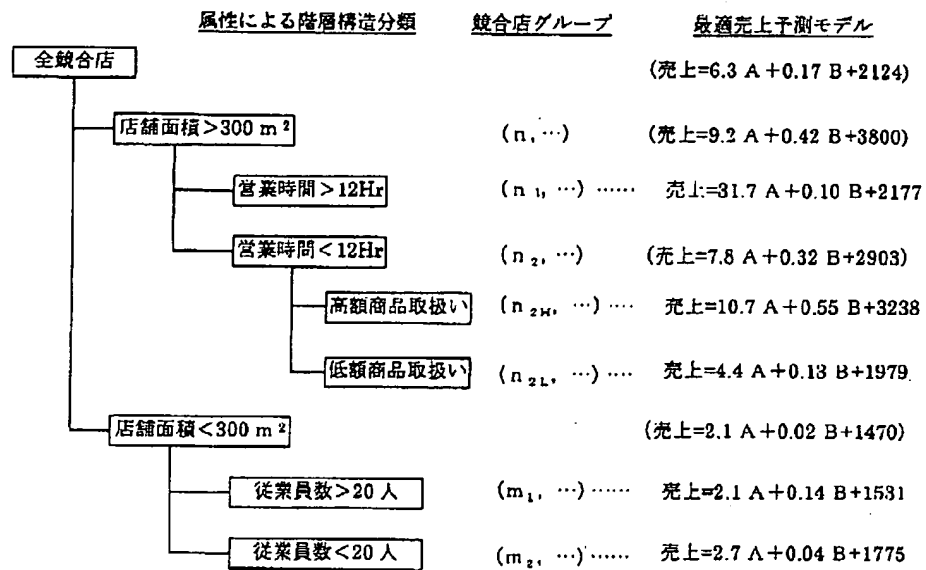 属性による階層構造分類 競合店グループ 最適売上予測モデル
全競合店 (売上=6.3 A+0.17 B+2124)
店舗面積>300 m² (n, …) (売上=9.2 A+0.42 B+3800)
営業時間>12Hr (n₁, …) …… 売上=31.7 A+0.10 B+2177
営業時間<12Hr (n₂, …) (売上=7.8 A+0.32 B+2903)
高額商品取扱い (n₂H, …) …‥ 売上=10.7 A+0.55 B+3238
低額商品取扱い (n₂L, …) …‥ 売上=4.4 A+0.13 B+1979
店舗面積<300 m² (売上=2.1 A+0.02 B+1470)
従業員数>20 人 (m₁, …) …… 売上=2.1 A+0.14 B+1531
従業員数<20 人 (m₂, …) …… 売上=2.7 A+0.04 B+1775